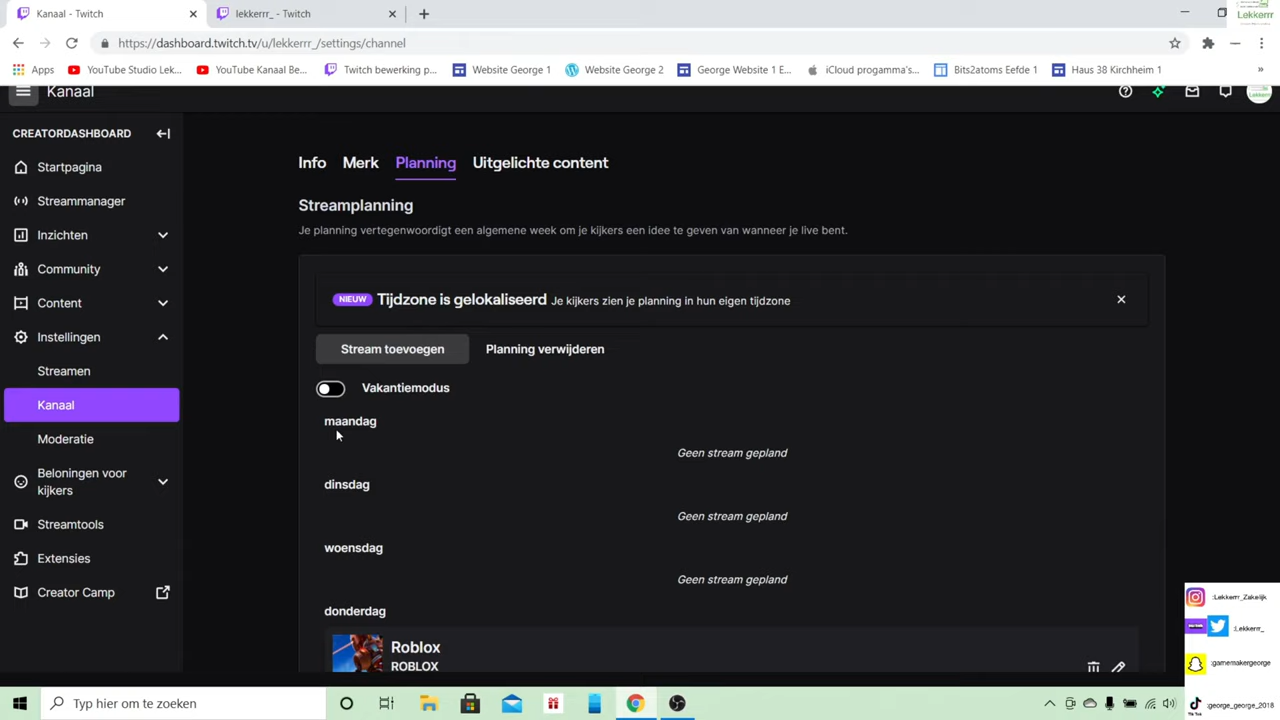 Kanaal - Twitch
lekkerrr_ - Twitch
https://dashboard.twitch.tv/u/lekkerrr_/settings/channel
Apps
YouTube Studio Lek...
YouTube Kanaal Be...
Twitch bewerking p...
Website George 1
Website George 2
George Website 1 E...
iCloud progamma's...
Bits2atoms Eefde 1
Haus 38 Kirchheim 1
»
Kanaal
CREATORDASHBOARD
Startpagina
Streammanager
Inzichten
Community
Content
Instellingen
Streamen
Kanaal
Moderatie
Beloningen voor
kijkers
Streamtools
Extensies
Creator Camp
Info Merk Planning Uitgelichte content
Streamplanning
Je planning vertegenwoordigt een algemene week om je kijkers een idee te geven van wanneer je live bent.
NIEUW Tijdzone is gelokaliseerd Je kijkers zien je planning in hun eigen tijdzone
Stream toevoegen Planning verwijderen
Vakantiemodus
maandag
Geen stream gepland
dinsdag
Geen stream gepland
woensdag
Geen stream gepland
donderdag
Roblox
ROBLOX
:Lekkerrr_Zakelijk
:Lekkerrr_
:gamemakergeorge
:george_george_2018
Typ hier om te zoeken